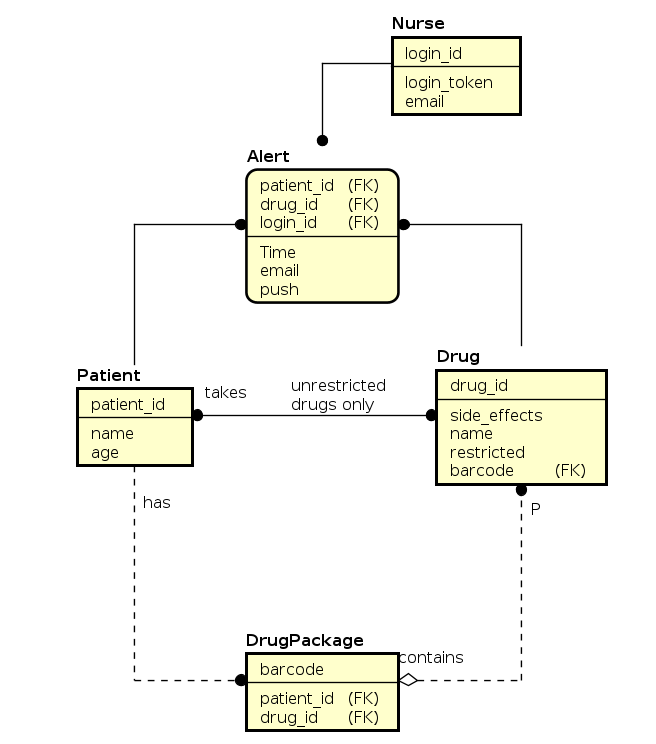 Nurse
login_id
login_token
email
Alert
patient_id (FK)
drug_id (FK)
login_id (FK)
Time
email
push
Patient
patient_id
name
age
takes
unrestricted
drugs only
Drug
drug_id
side_effects
name
restricted
barcode (FK)
has
P
DrugPackage
contains
barcode
patient_id (FK)
drug_id (FK)